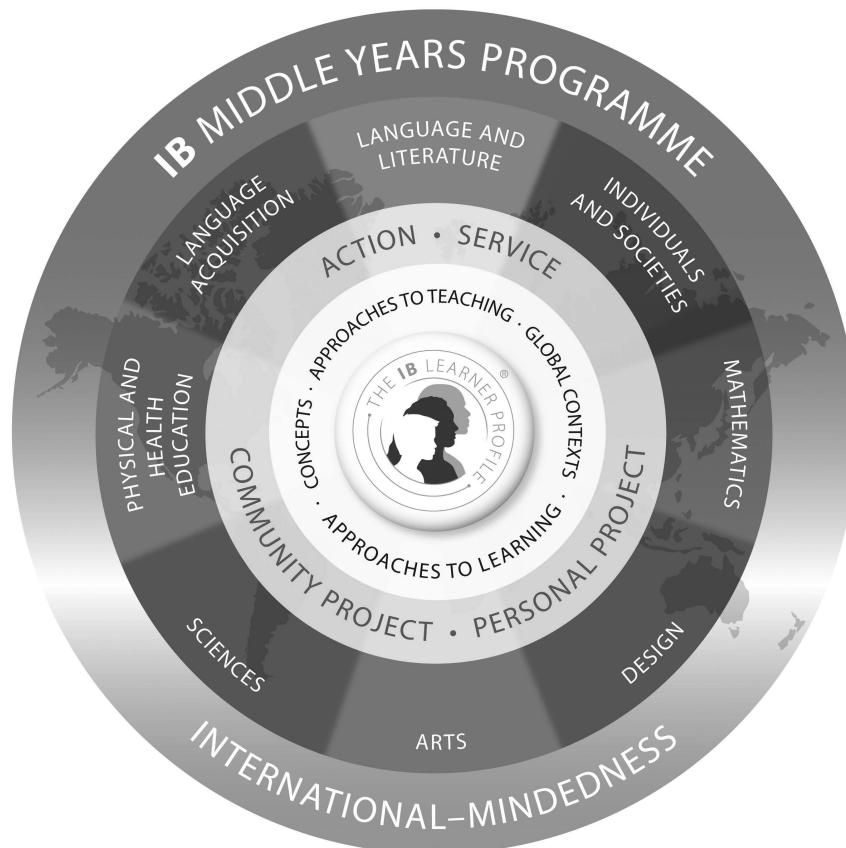 IB MIDDLE YEARS PROGRAMME
LANGUAGE AND
LITERATURE
INDIVIDUALS
AND SOCIETIES
MATHEMATICS
DESIGN
ARTS
SCIENCES
PHYSICAL AND
HEALTH
EDUCATION
LANGUAGE
ACQUISITION
ACTION • SERVICE
PERSONAL PROJECT
•
COMMUNITY PROJECT
APPROACHES TO TEACHING ·
GLOBAL CONTEXTS ·
APPROACHES TO LEARNING ·
CONCEPTS ·
• THE IB LEARNER PROFILE • ®
INTERNATIONAL–MINDEDNESS